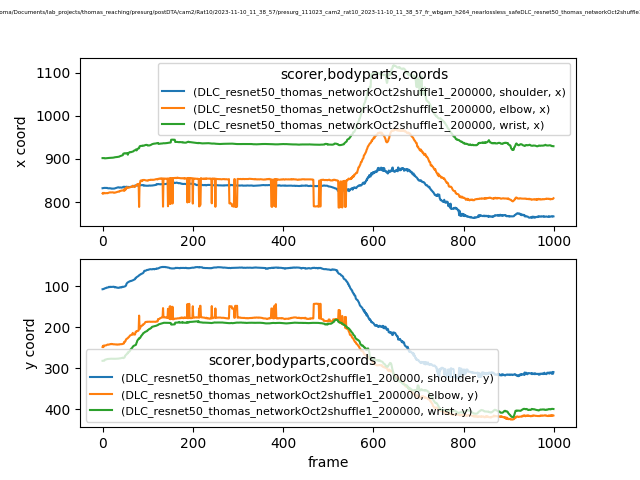 oma/Documents/lab_projects/thomas_reaching/presurg/postDTA/cam2/Rat10/2023-11-10_11_38_57/presurg_111023_cam2_rat10_2023-11-10_11_38_57_fr_wbgam_h264_nearlossless_safeDLC_resnet50_thomas_networkOct2shuffle1
scorer,bodyparts,coords
(DLC_resnet50_thomas_networkOct2shuffle1_200000, shoulder, x)
(DLC_resnet50_thomas_networkOct2shuffle1_200000, elbow, x)
(DLC_resnet50_thomas_networkOct2shuffle1_200000, wrist, x)
x coord
1100
1000
900
800
0 200 400 600 800 1000
y coord
100
200
300
400
scorer,bodyparts,coords
(DLC_resnet50_thomas_networkOct2shuffle1_200000, shoulder, y)
(DLC_resnet50_thomas_networkOct2shuffle1_200000, elbow, y)
(DLC_resnet50_thomas_networkOct2shuffle1_200000, wrist, y)
0 200 400 600 800 1000
frame